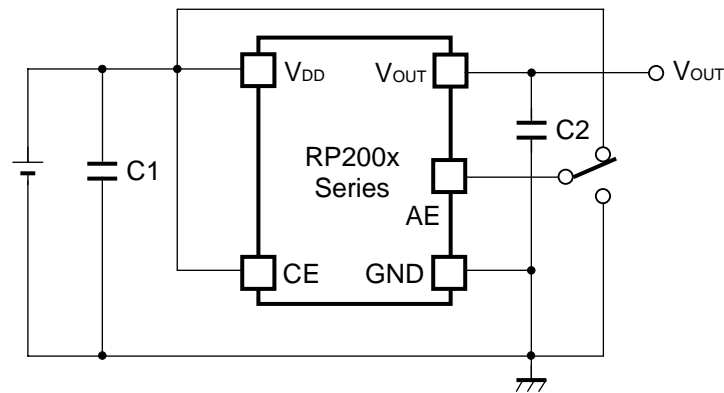 VDD
VOUT
VOUT
C1
C2
RP200x
Series
AE
CE
GND